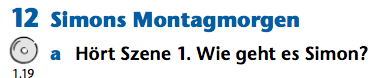 12 Simons Montagmorgen
a Hört Szene 1. Wie geht es Simon?
1.19